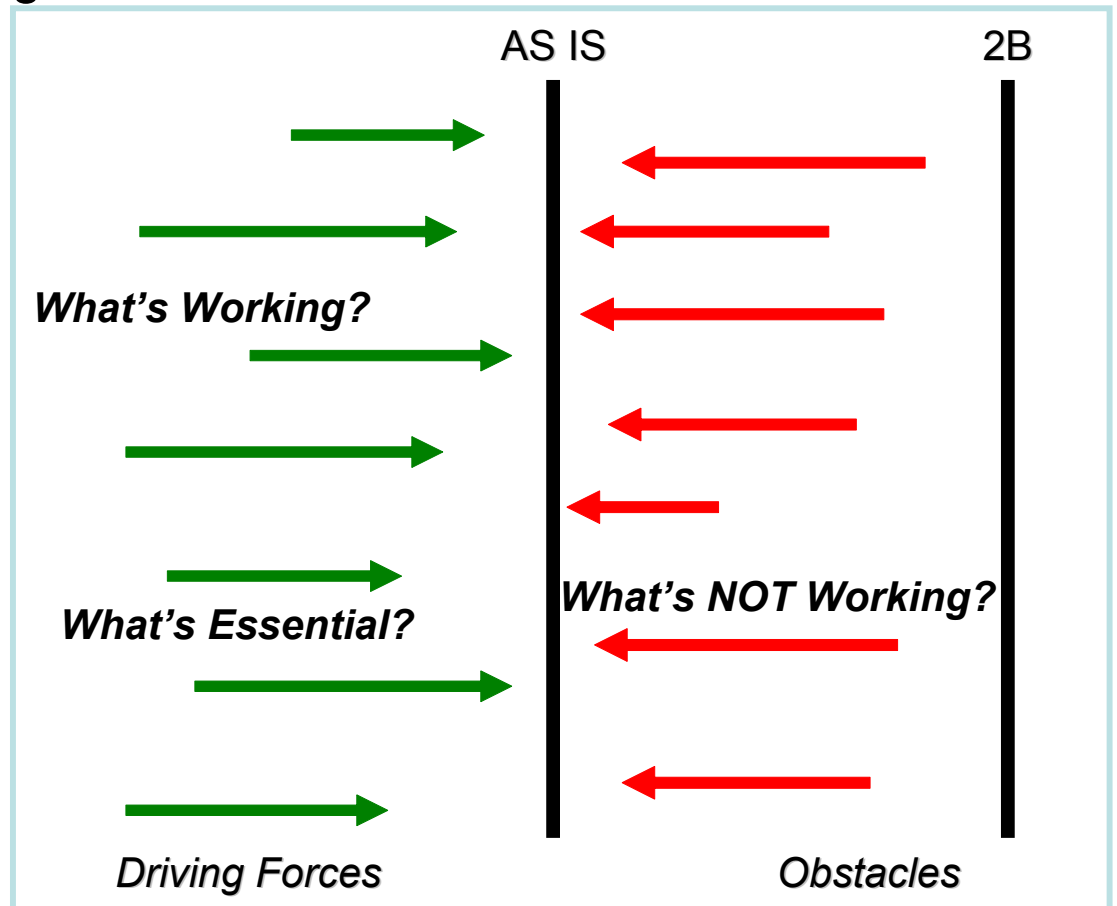 AS IS
2B
What's Working?
What's Essential?
What's NOT Working?
Driving Forces
Obstacles